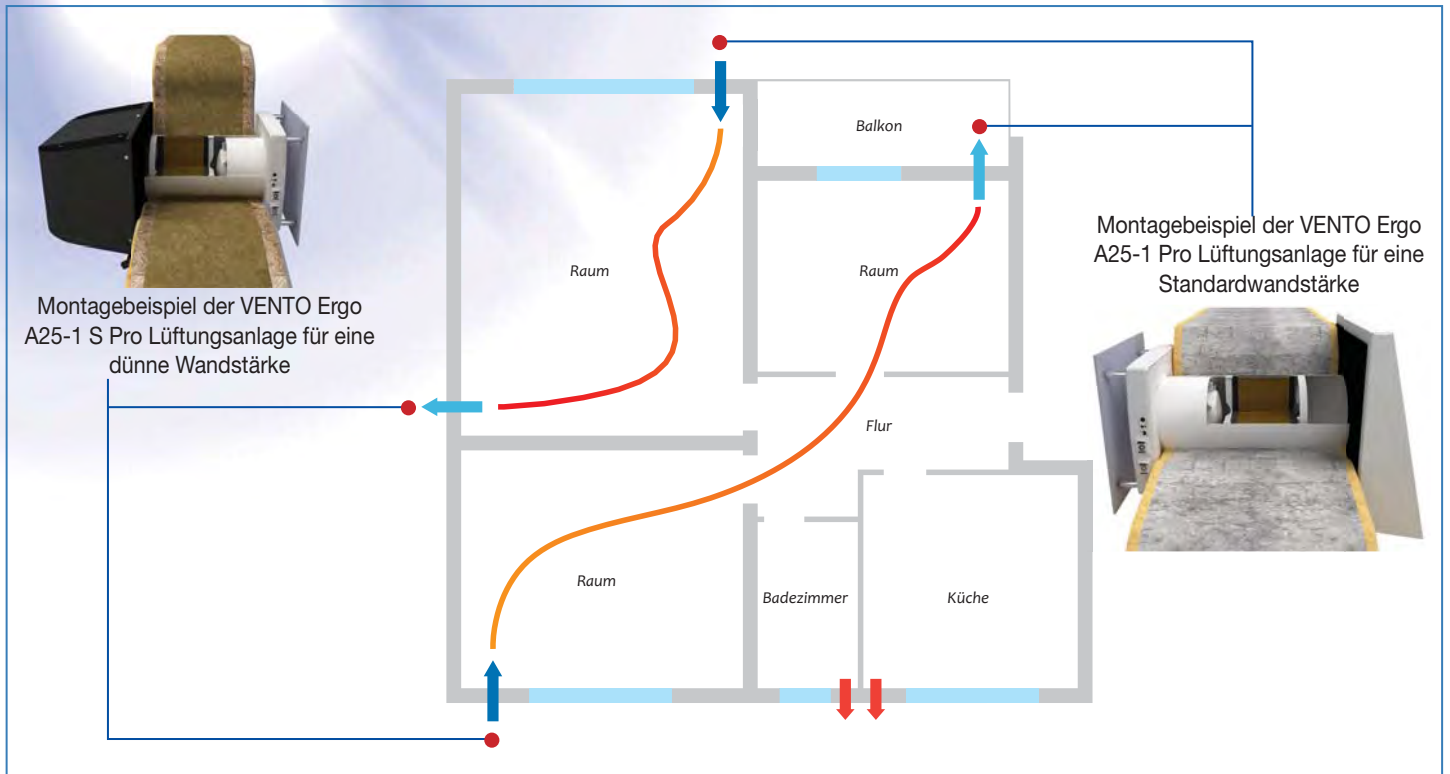 Balkon
Raum
Raum
Montagebeispiel der VENTO Ergo
A25-1 S Pro Lüftungsanlage für eine
dünne Wandstärke
Montagebeispiel der VENTO Ergo
A25-1 Pro Lüftungsanlage für eine
Standardwandstärke
Flur
Raum
Badezimmer
Küche